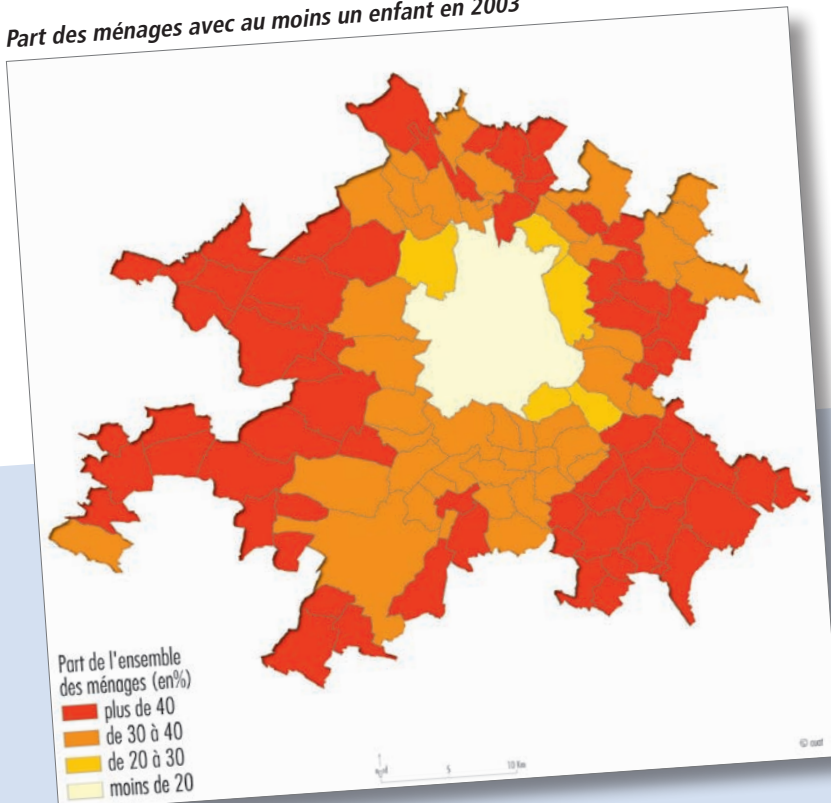 Part des ménages avec au moins un enfant en 2003
Part de l'ensemble
des ménages (en%)
plus de 40
de 30 à 40
de 20 à 30
moins de 20
5
10 Km